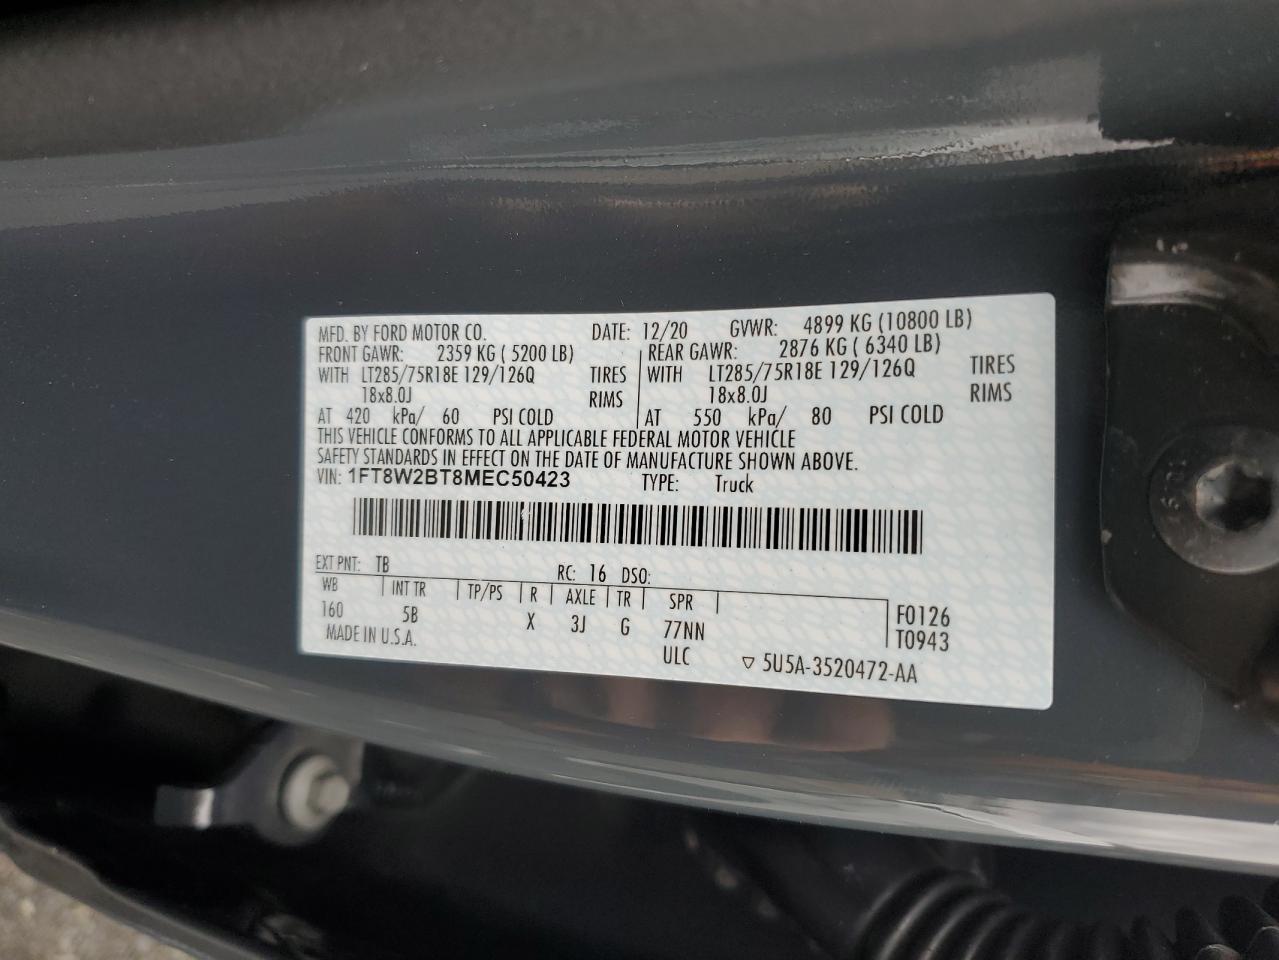 MFD. BY FORD MOTOR CO. DATE: 12/20 GVWR: 4899 KG (10800 LB)
FRONT GAWR: 2359 KG ( 5200 LB) REAR GAWR: 2876 KG ( 6340 LB)
WITH LT285/75R18E 129/126Q TIRES WITH LT285/75R18E 129/126Q TIRES
18x8.0J RIMS 18x8.0J RIMS
AT 420 kPa/ 60 PSI COLD AT 550 kPa/ 80 PSI COLD
THIS VEHICLE CONFORMS TO ALL APPLICABLE FEDERAL MOTOR VEHICLE
SAFETY STANDARDS IN EFFECT ON THE DATE OF MANUFACTURE SHOWN ABOVE.
VIN: 1FT8W2BT8MEC50423 TYPE: Truck
EXT PNT: TB RC: 16 DSO:
WB INT TR TP/PS R AXLE TR SPR
160 5B X 3J G 77NN F0126
MADE IN U.S.A. T0943
ULC 5U5A-3520472-AA